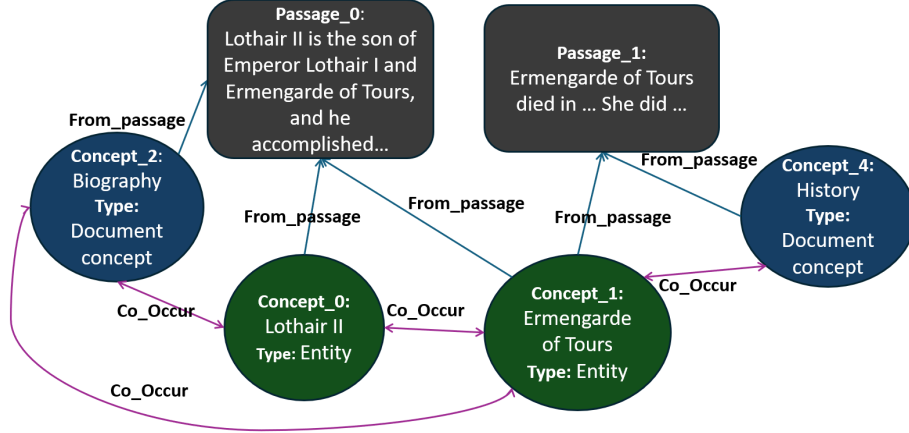 Passage_0:
Lothair II is the son of
Emperor Lothair I and
Ermengarde of Tours,
and he
accomplished...
Passage_1:
Ermengarde of Tours
died in ... She did ...
From_passage
From_passage
From_passage
From_passage
From_passage
Concept_2:
Biography
Type:
Document
concept
Concept_4:
History
Type:
Document
concept
Concept_0:
Lothair II
Type: Entity
Concept_1:
Ermengarde
of Tours
Type: Entity
Co_Occur
Co_Occur
Co_Occur
Co_Occur